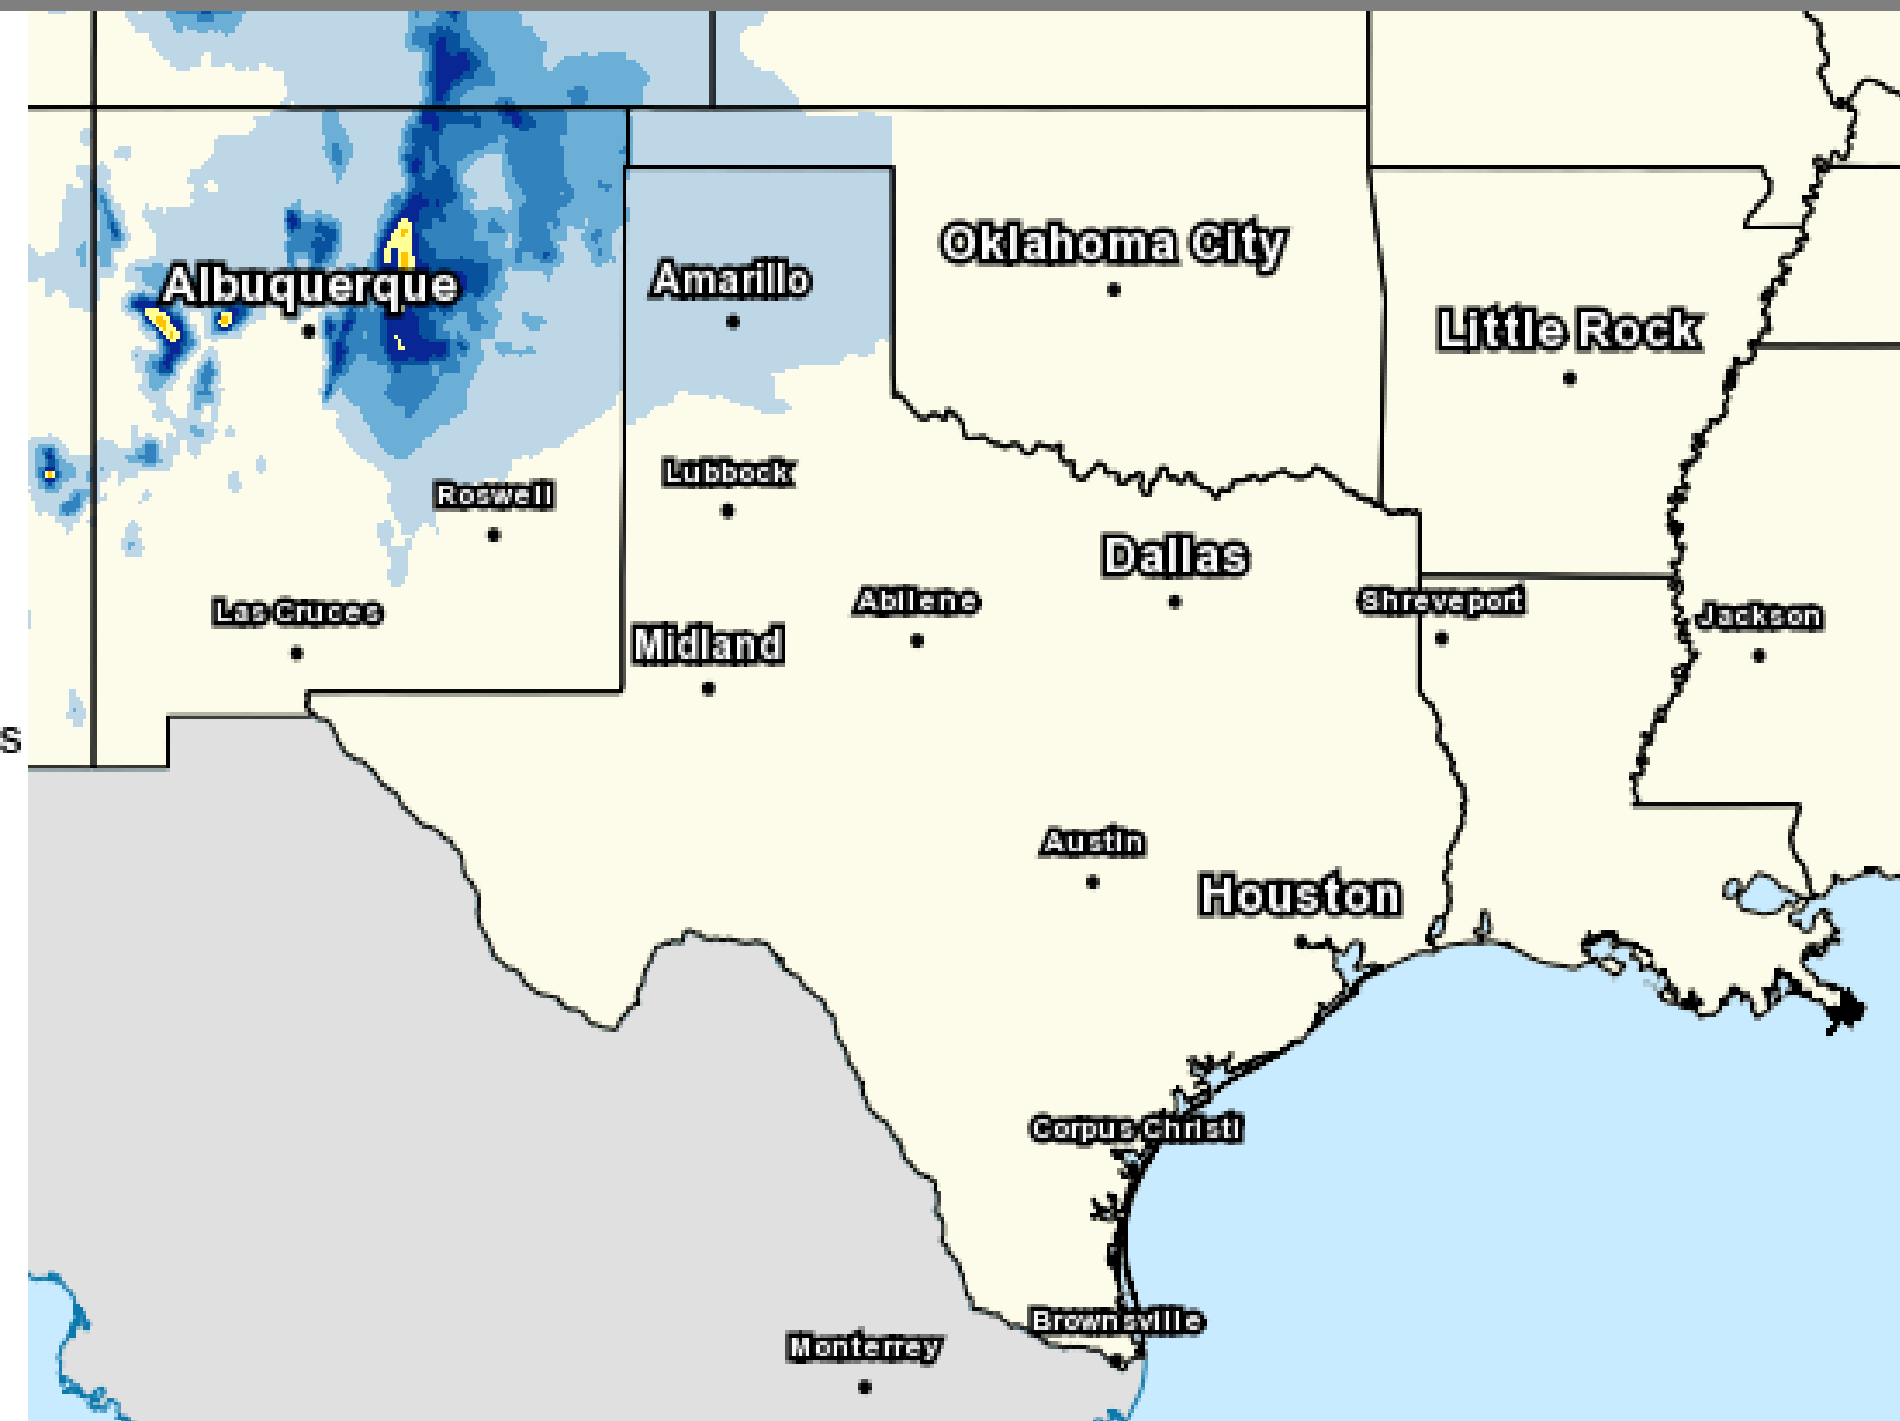 Oklahoma City
Albuquerque
Amarillo
Little Rock
Lubbock
Roswell
Dallas
Abilene
Shreveport
Las Cruces
Jackson
Midland
s
Austin
Houston
Corpus Christi
Brownsville
Monterrey